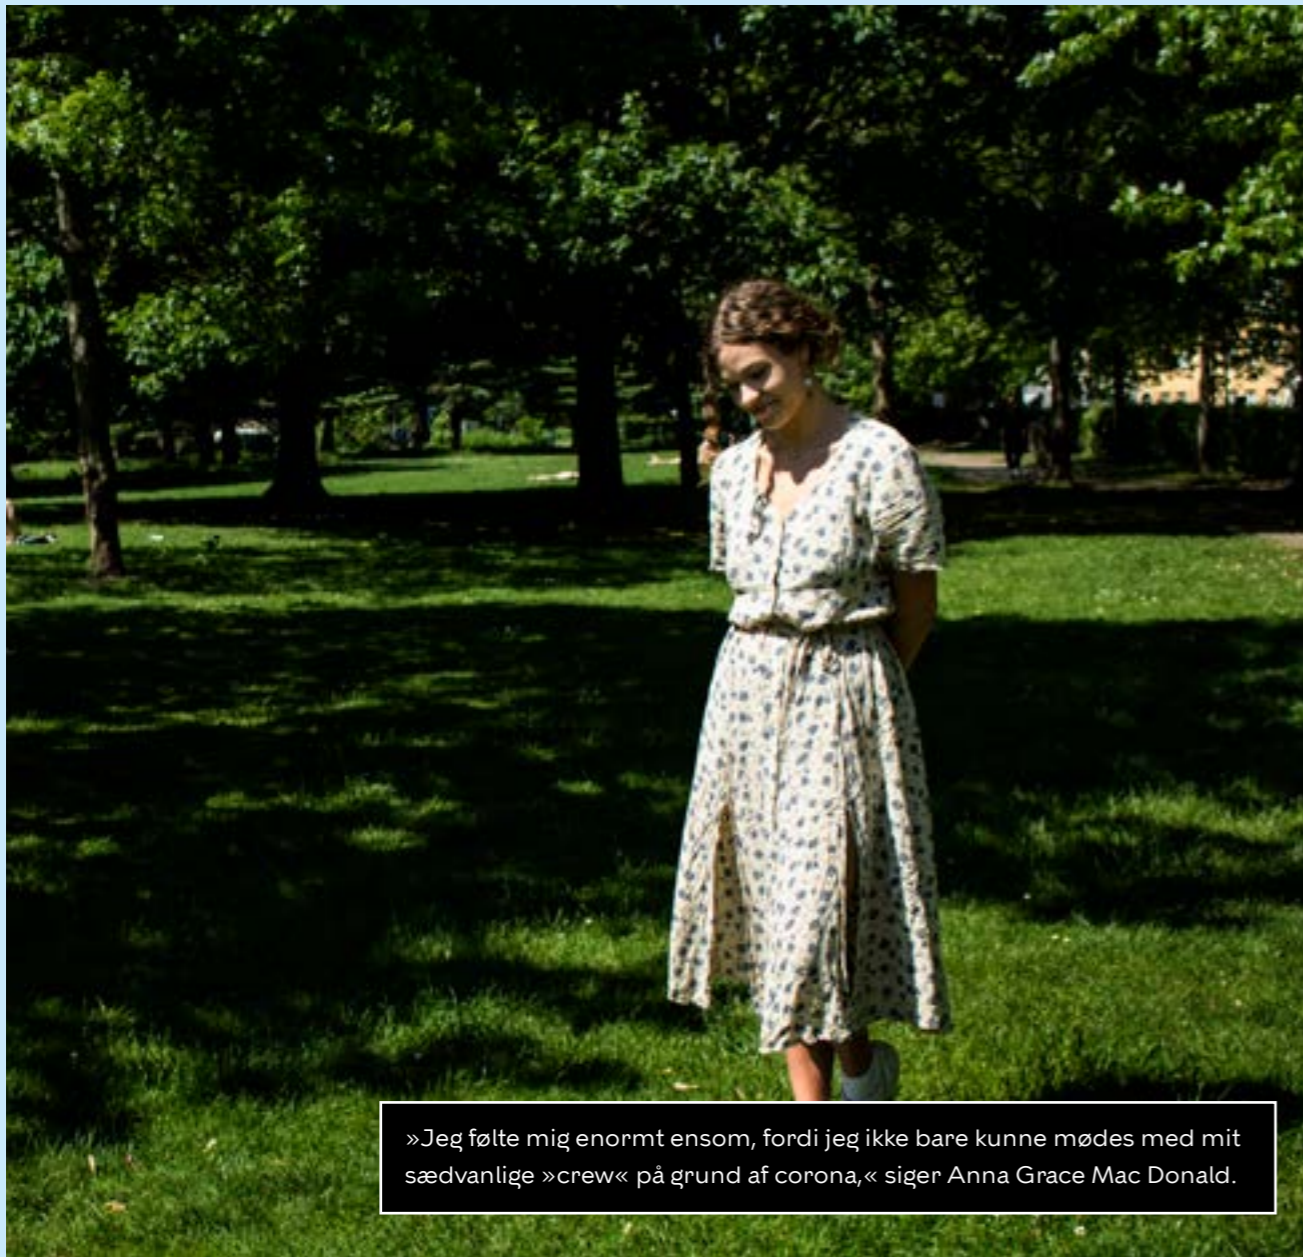 »Jeg følte mig enormt ensom, fordi jeg ikke bare kunne mødes med mit
sædvanlige »crew« på grund af corona,« siger Anna Grace Mac Donald.